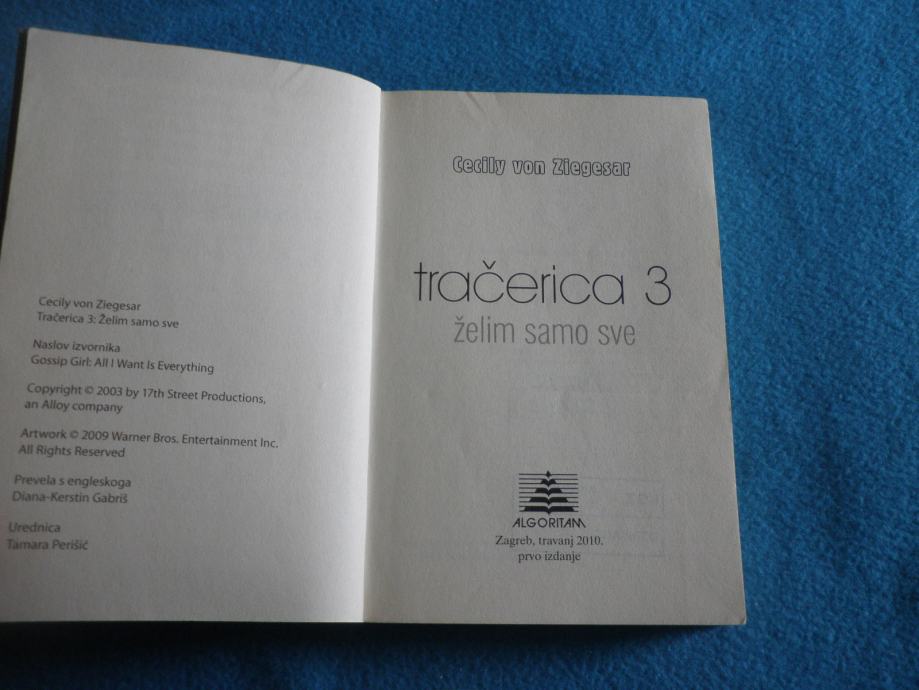 Cecily von Ziegesar
Tračerica 3: Želim samo sve
Naslov izvornika
Gossip Girl: All I Want Is Everything
Copyright © 2003 by 17th Street Productions,
an Alloy company
Artwork © 2009 Warner Bros. Entertainment Inc.
All Rights Reserved
Prevela s engleskoga
Diana-Kerstin Gabriš
Urednica
Tamara Perišić
Cecily von Ziegesar
tračerica 3
želim samo sve
ALGORITAM
Zagreb, travanj 2010.
prvo izdanje